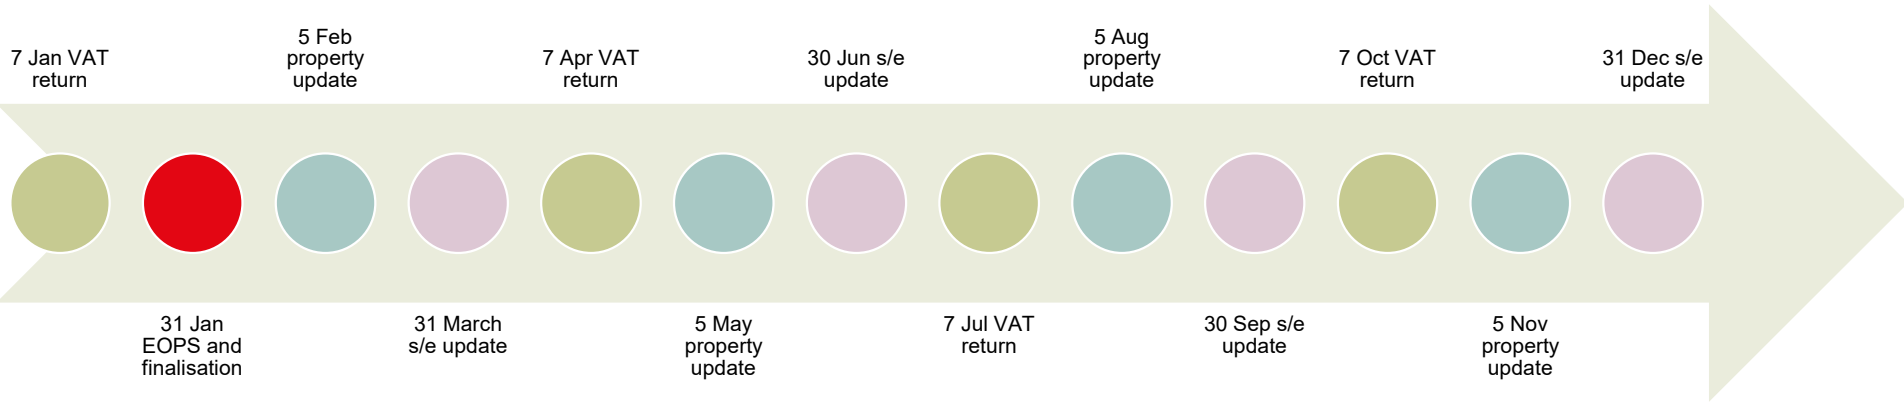 7 Jan VAT
return
31 Jan
EOPS and
finalisation
5 Feb
property
update
31 March
s/e update
7 Apr VAT
return
5 May
property
update
30 Jun s/e
update
7 Jul VAT
return
5 Aug
property
update
30 Sep s/e
update
7 Oct VAT
return
5 Nov
property
update
31 Dec s/e
update